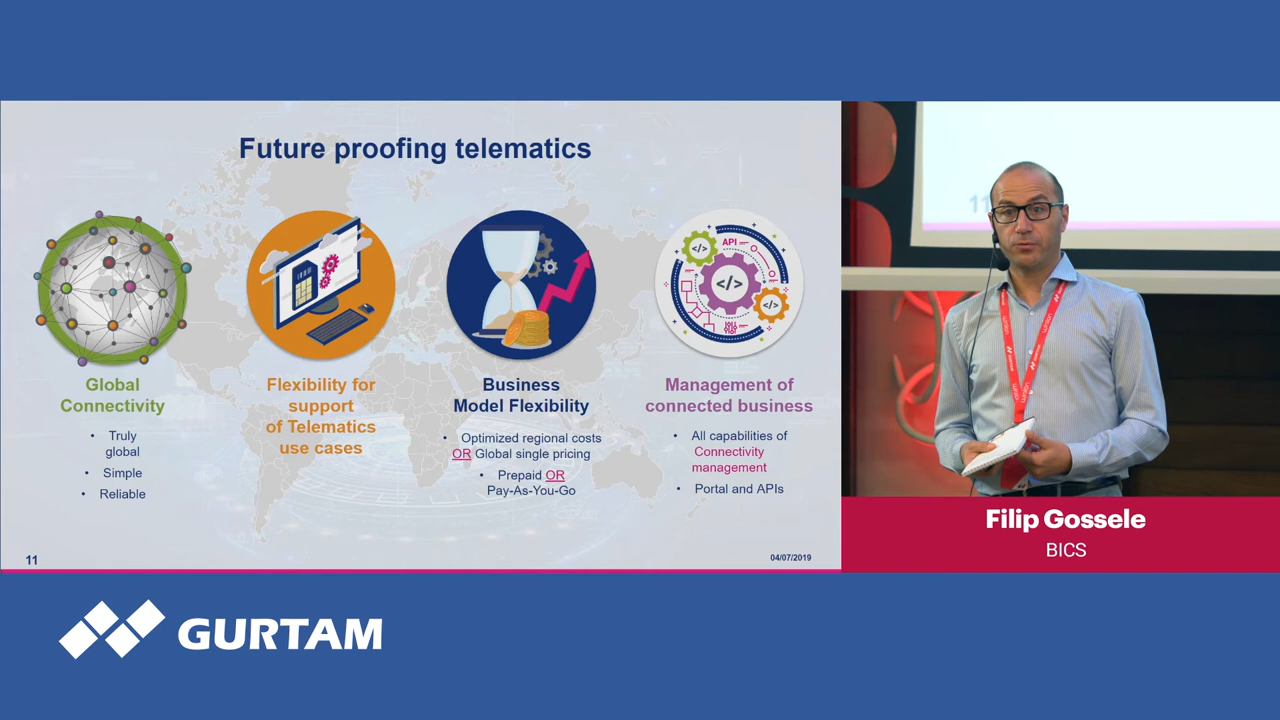 Future proofing telematics
API
</>
</>
</>
Global
Connectivity
• Truly
global
• Simple
• Reliable
Flexibility for
support
of Telematics
use cases
Business
Model Flexibility
• Optimized regional costs
OR Global single pricing
• Prepaid OR
Pay-As-You-Go
Management of
connected business
• All capabilities of
Connectivity
management
• Portal and APIs
11
04/07/2019
11
Filip Gossele
BICS
GURTAM